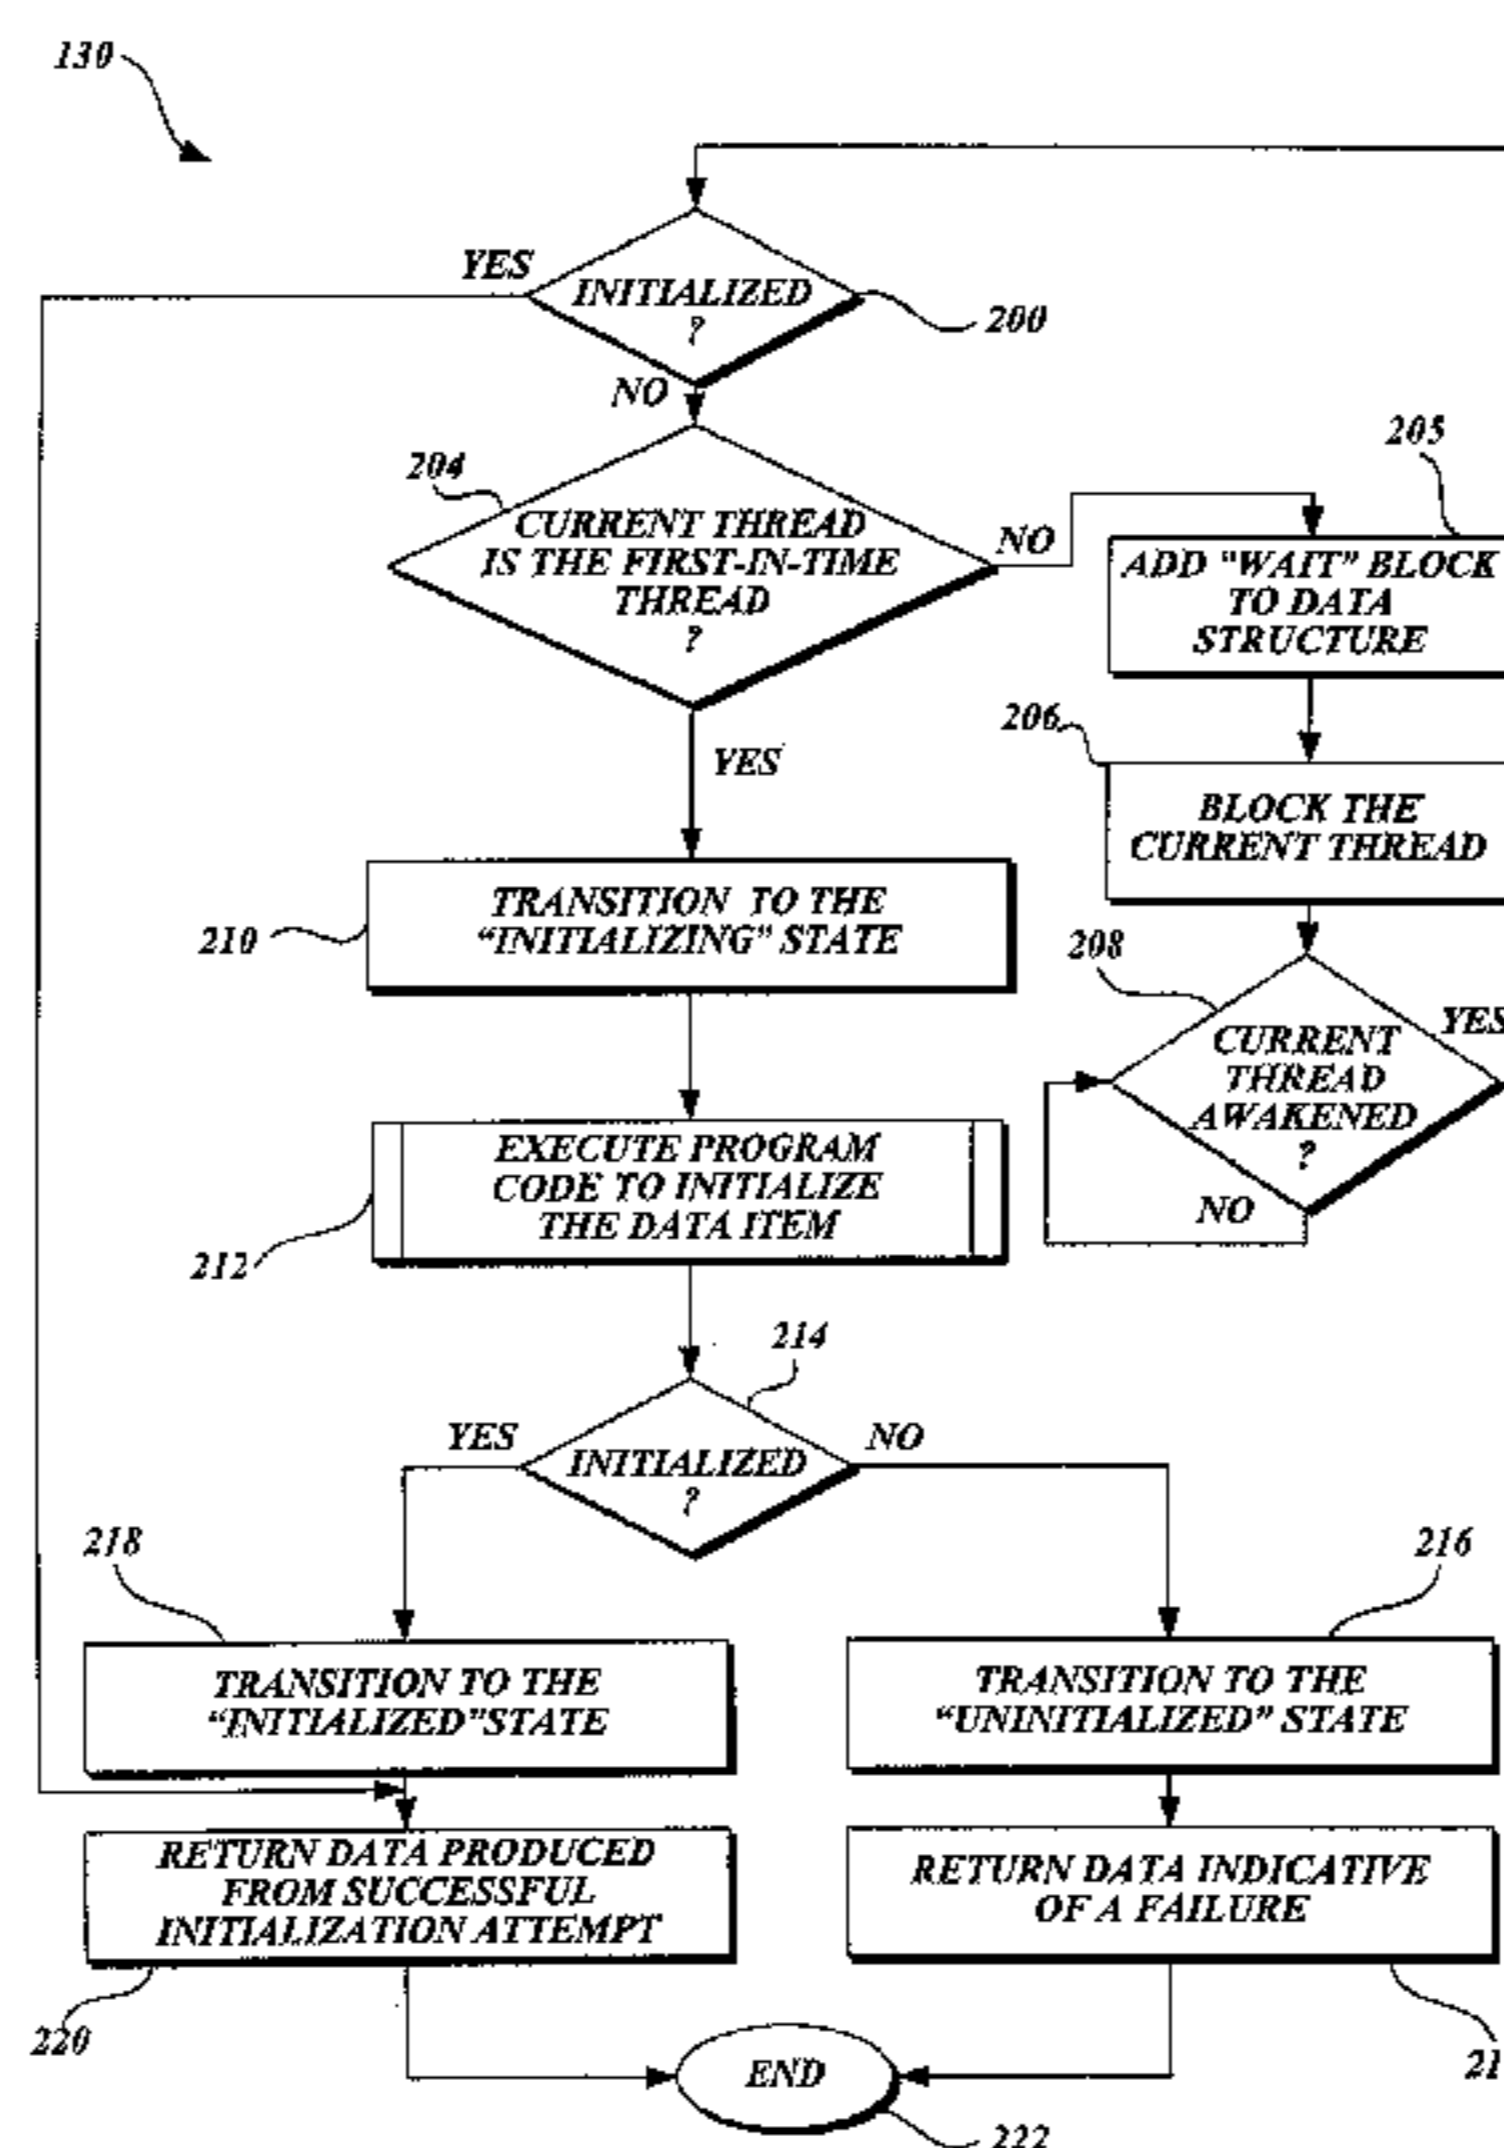 130
YES
INITIALIZED
?
200
NO
204
CURRENT THREAD
IS THE FIRST-IN-TIME
THREAD
?
NO
205
ADD “WAIT” BLOCK
TO DATA
STRUCTURE
YES
206
BLOCK THE
CURRENT THREAD
210
TRANSITION TO THE
“INITIALIZING” STATE
208
CURRENT
THREAD
AWAKENED
?
YES
NO
212
EXECUTE PROGRAM
CODE TO INITIALIZE
THE DATA ITEM
214
YES
INITIALIZED
?
NO
218
TRANSITION TO THE
“INITIALIZED”STATE
216
TRANSITION TO THE
“UNINITIALIZED” STATE
RETURN DATA PRODUCED
FROM SUCCESSFUL
INITIALIZATION ATTEMPT
RETURN DATA INDICATIVE
OF A FAILURE
220
21
END
222